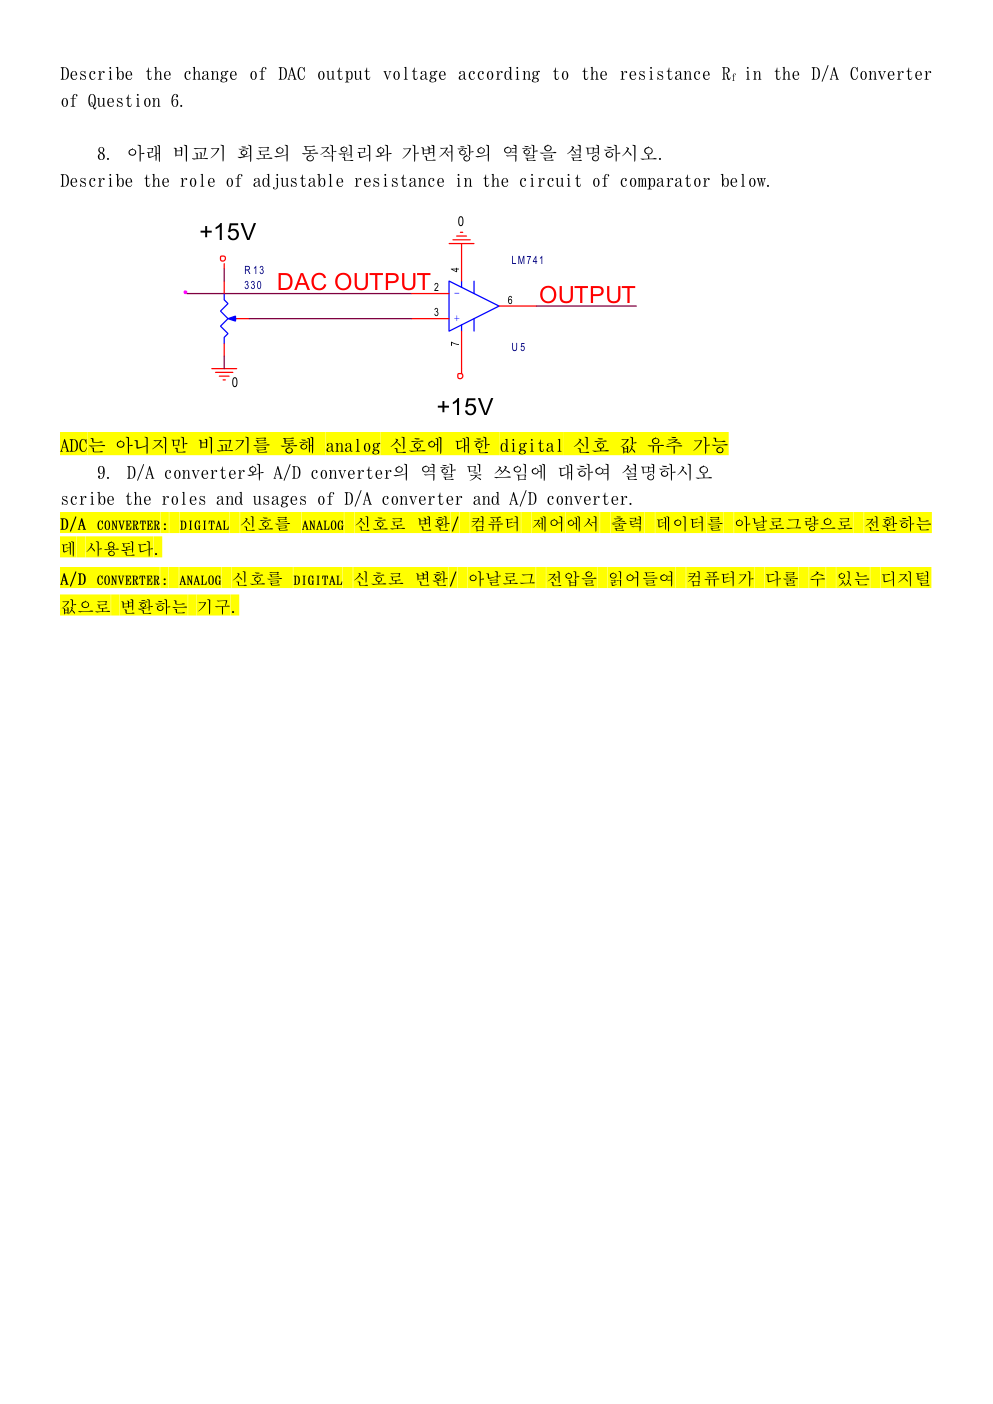 Describe the change of DAC output voltage according to the resistance Rf in the D/A Converter
of Question 6.
8. 아래 비교기 회로의 동작원리와 가변저항의 역할을 설명하시오.
Describe the role of adjustable resistance in the circuit of comparator below.
0
+15V
LM741
R13
330
DAC OUTPUT
4
2
−
6
OUTPUT
3
+
7
U5
0
+15V
ADC는 아니지만 비교기를 통해 analog 신호에 대한 digital 신호 값 유추 가능
9. D/A converter와 A/D converter의 역할 및 쓰임에 대하여 설명하시오
scribe the roles and usages of D/A converter and A/D converter.
D/A CONVERTER: DIGITAL 신호를 ANALOG 신호로 변환/ 컴퓨터 제어에서 출력 데이터를 아날로그량으로 전환하는
데 사용된다.
A/D CONVERTER: ANALOG 신호를 DIGITAL 신호로 변환/ 아날로그 전압을 읽어들여 컴퓨터가 다룰 수 있는 디지털
값으로 변환하는 기구.